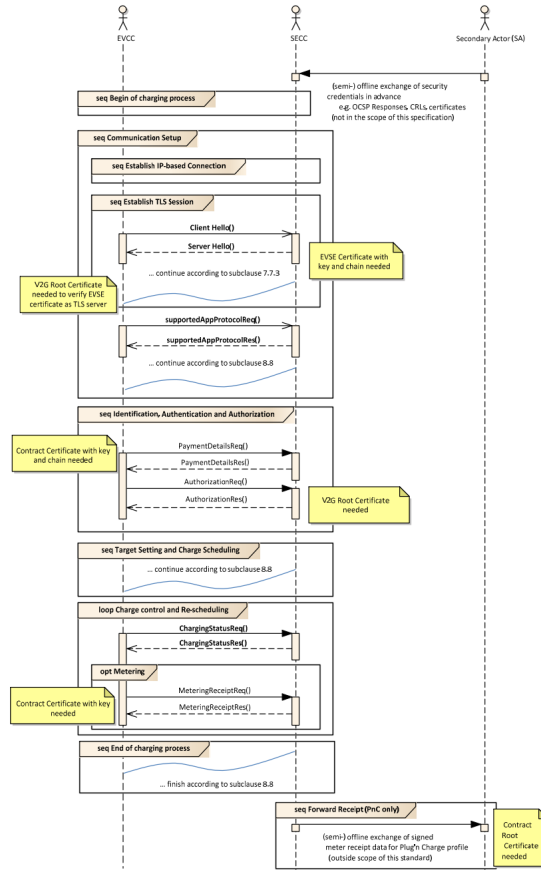 EVCC
SECC
Secondary Actor (SA)
(semi-) offline exchange of security
credentials in advance
e.g. OCSP Responses, CRLs, certificates
(not in the scope of this specification)
seq Begin of charging process
seq Communication Setup
seq Establish IP-based Connection
seq Establish TLS Session
Client Hello()
Server Hello()
EVSE Certificate with
key and chain needed
... continue according to subclause 7.7.3
V2G Root Certificate
needed to verify EVSE
certificate as TLS server
supportedAppProtocolReq()
supportedAppProtocolRes()
... continue according to subclause 8.8
seq Identification, Authentication and Authorization
Contract Certificate with key
and chain needed
PaymentDetailsReq()
PaymentDetailsRes()
AuthorizationReq()
AuthorizationRes()
V2G Root Certificate
needed
seq Target Setting and Charge Scheduling
... continue according to subclause 8.8
loop Charge control and Re-scheduling
ChargingStatusReq()
ChargingStatusRes()
opt Metering
Contract Certificate with key
needed
MeteringReceiptReq()
MeteringReceiptRes()
seq End of charging process
... finish according to subclause 8.8
seq Forward Receipt (PnC only)
(semi-) offline exchange of signed
meter receipt data for Plug'n Charge profile
(outside scope of this standard)
Contract
Root
Certificate
needed